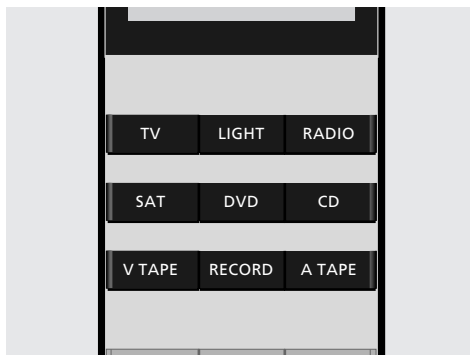 TV LIGHT RADIO
SAT DVD CD
V TAPE RECORD A TAPE